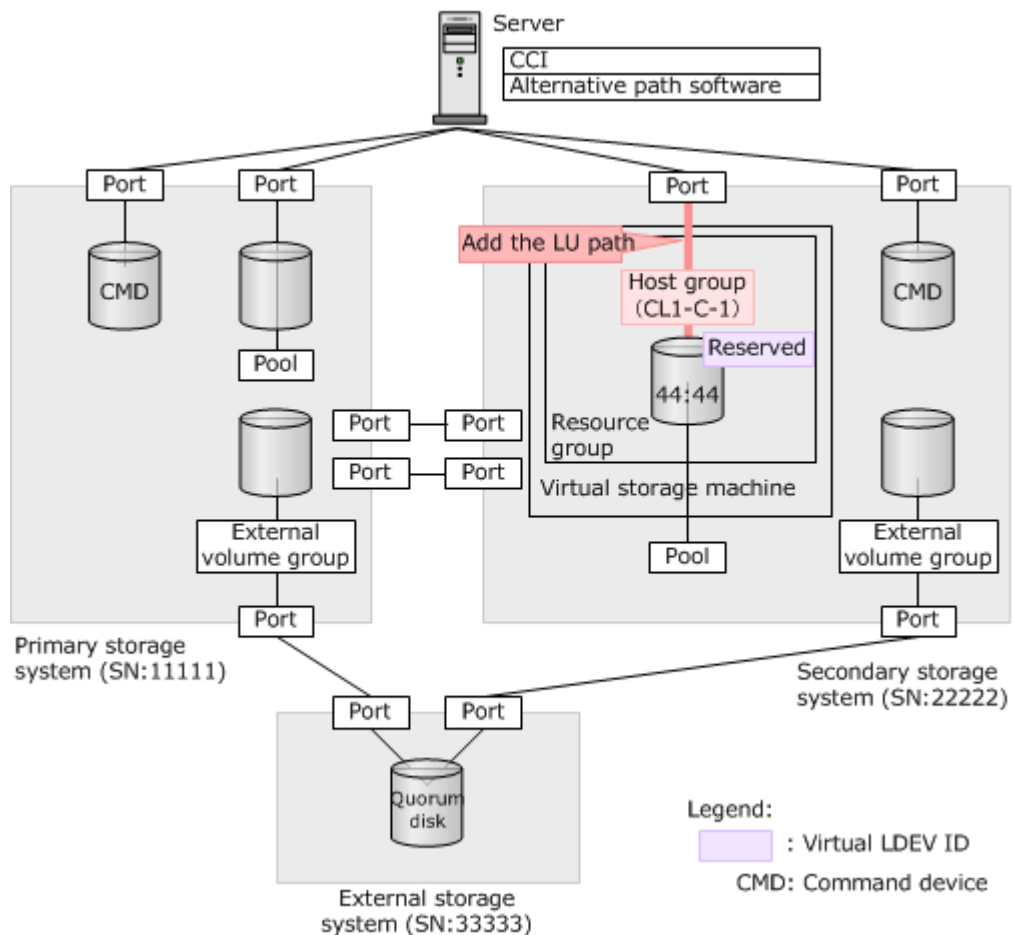 Server
CCI
Alternative path software
Port
Port
Port
Port
CMD
Add the LU path
Host group
(CL1-C-1)
CMD
Reserved
Pool
44:44
Port
Port
Resource
group
Port
Port
Virtual storage machine
External
volume group
Pool
External
volume group
Port
Port
Primary storage
system (SN:11111)
Secondary storage
system (SN:22222)
Port
Port
Quorum
disk
Legend:
: Virtual LDEV ID
CMD: Command device
External storage
system (SN:33333)